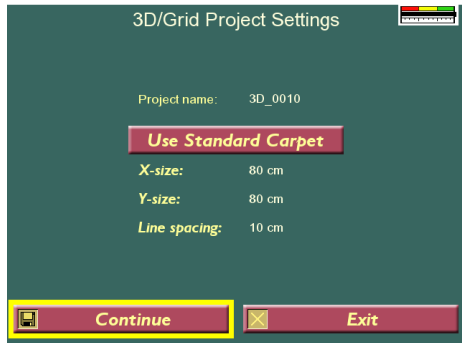 3D/Grid Project Settings
Project name: 3D_0010
Use Standard Carpet
X-size: 80 cm
Y-size: 80 cm
Line spacing: 10 cm
Continue Exit